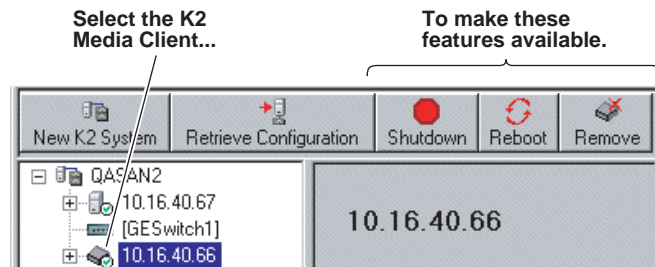 Select the K2
Media Client...
To make these
features available.
New K2 System
Retrieve Configuration
Shutdown
Reboot
Remove
QASAN2
10.16.40.67
[GESwitch1]
10.16.40.66
10.16.40.66